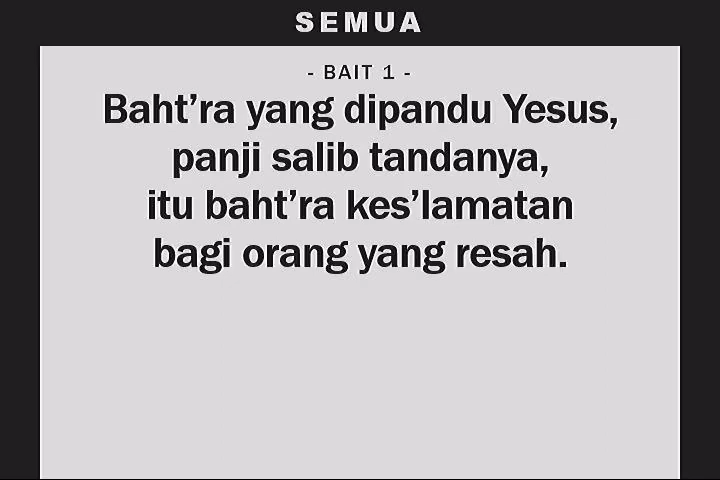 SEMUA
- BAIT 1 -
Baht’ra yang dipandu Yesus,
panji salib tandanya,
itu baht’ra kes’lamatan
bagi orang yang resah.